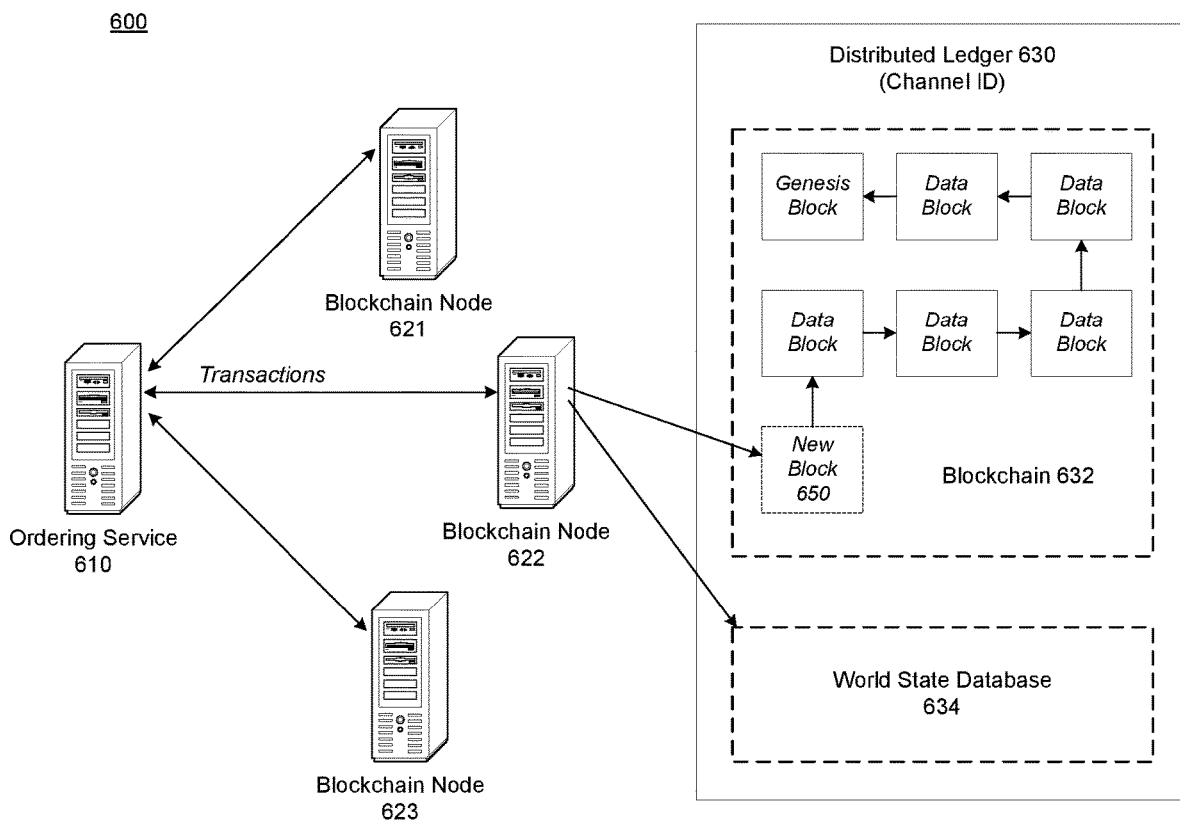 600
Distributed Ledger 630
(Channel ID)
Genesis
Block
Data
Block
Data
Block
Blockchain Node
621
Data
Block
Data
Block
Data
Block
Transactions
New
Block
650
Blockchain 632
Ordering Service
610
Blockchain Node
622
World State Database
634
Blockchain Node
623